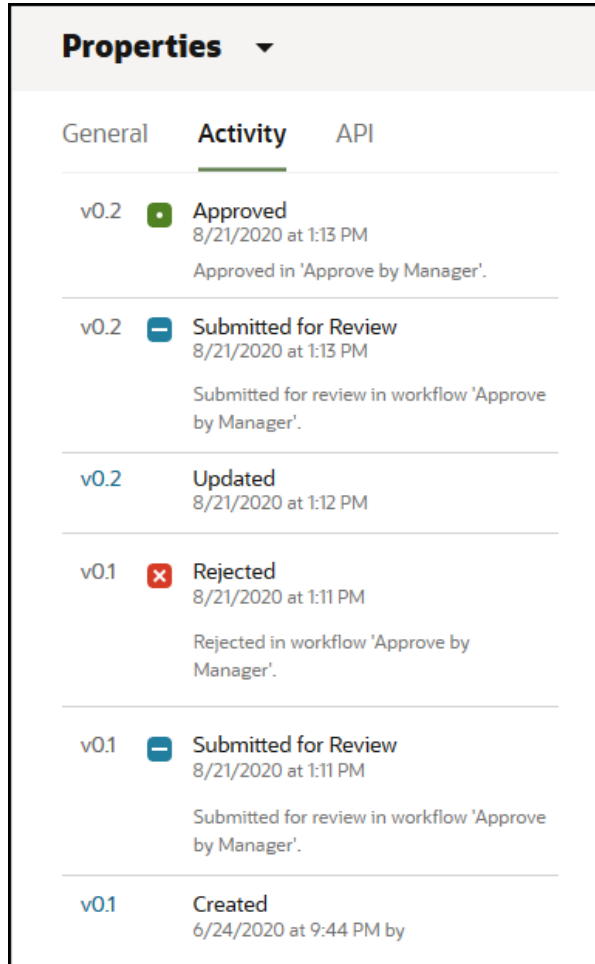 Properties
General Activity API
v0.2 Approved
8/21/2020 at 1:13 PM
Approved in 'Approve by Manager'.
v0.2 Submitted for Review
8/21/2020 at 1:13 PM
Submitted for review in workflow 'Approve
by Manager'.
v0.2 Updated
8/21/2020 at 1:12 PM
v0.1 Rejected
8/21/2020 at 1:11 PM
Rejected in workflow 'Approve by
Manager'.
v0.1 Submitted for Review
8/21/2020 at 1:11 PM
Submitted for review in workflow 'Approve
by Manager'.
v0.1 Created
6/24/2020 at 9:44 PM by